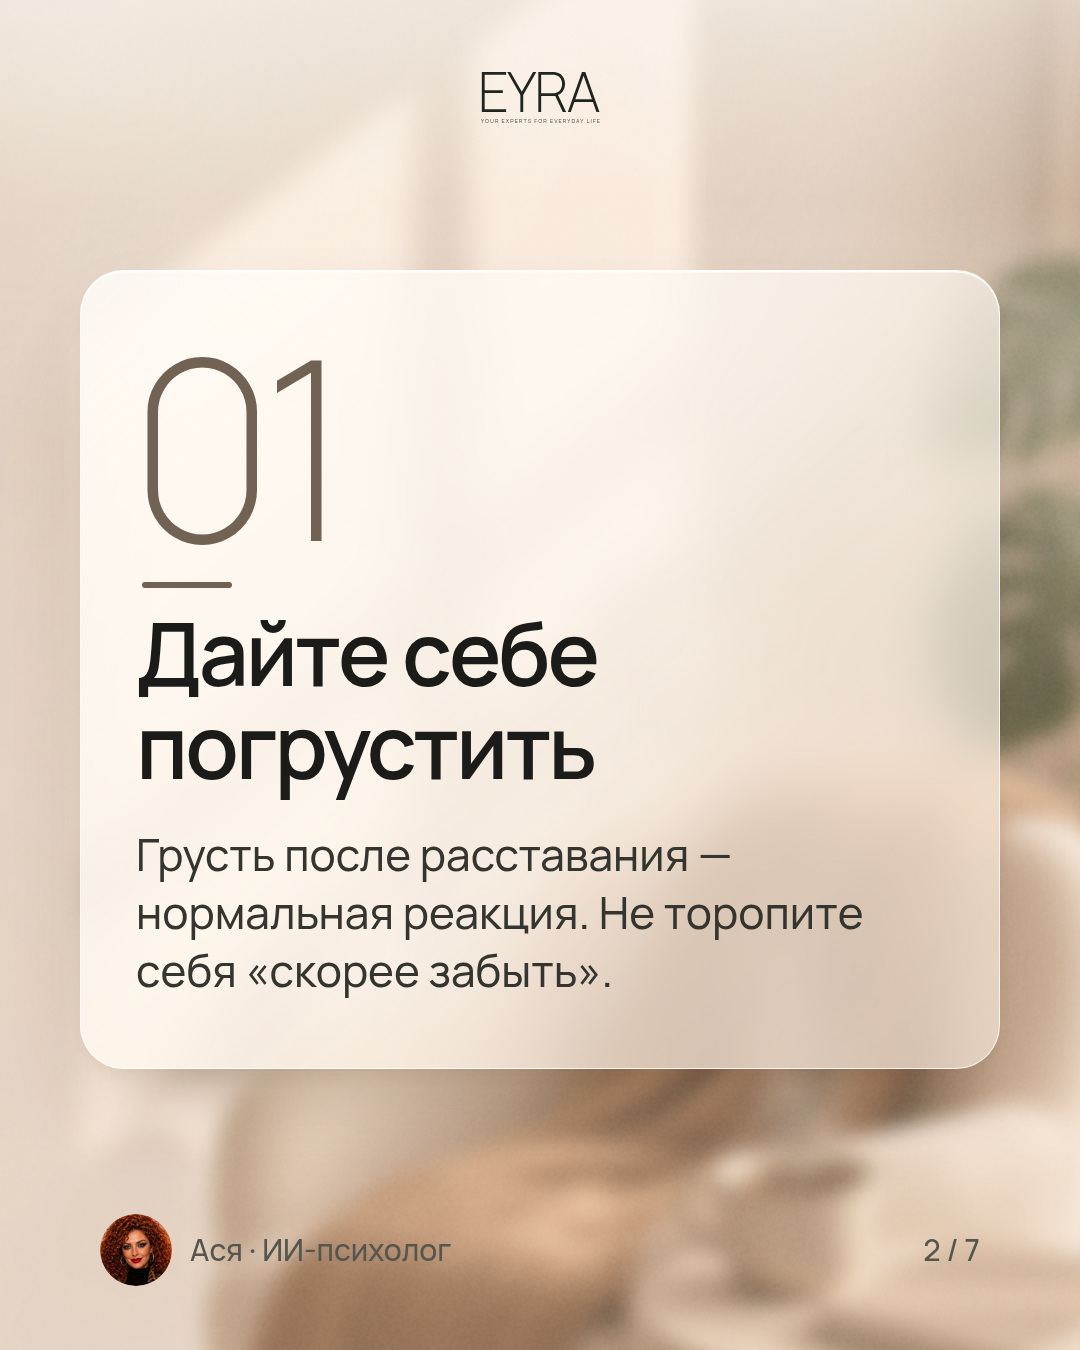 EYRA
YOUR EXPERTS FOR EVERYDAY LIFE
01
Дайте себе
погрустить
Грусть после расставания —
нормальная реакция. Не торопите
себя «скорее забыть».
Ася · ИИ-психолог
2 / 7